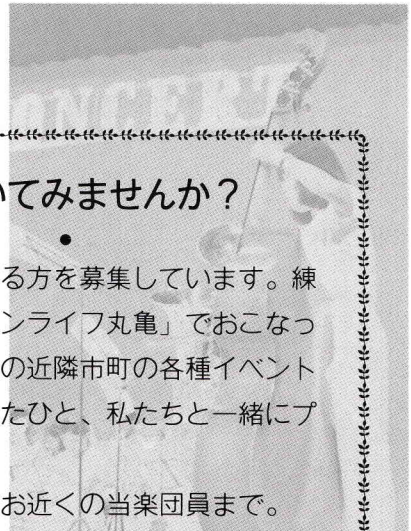 ONCERT
いてみませんか？
●
る方を募集しています。練
ンライフ丸亀」でおこなっ
の近隣市町の各種イベント
たひと、私たちと一緒にプ
お近くの当楽団員まで。